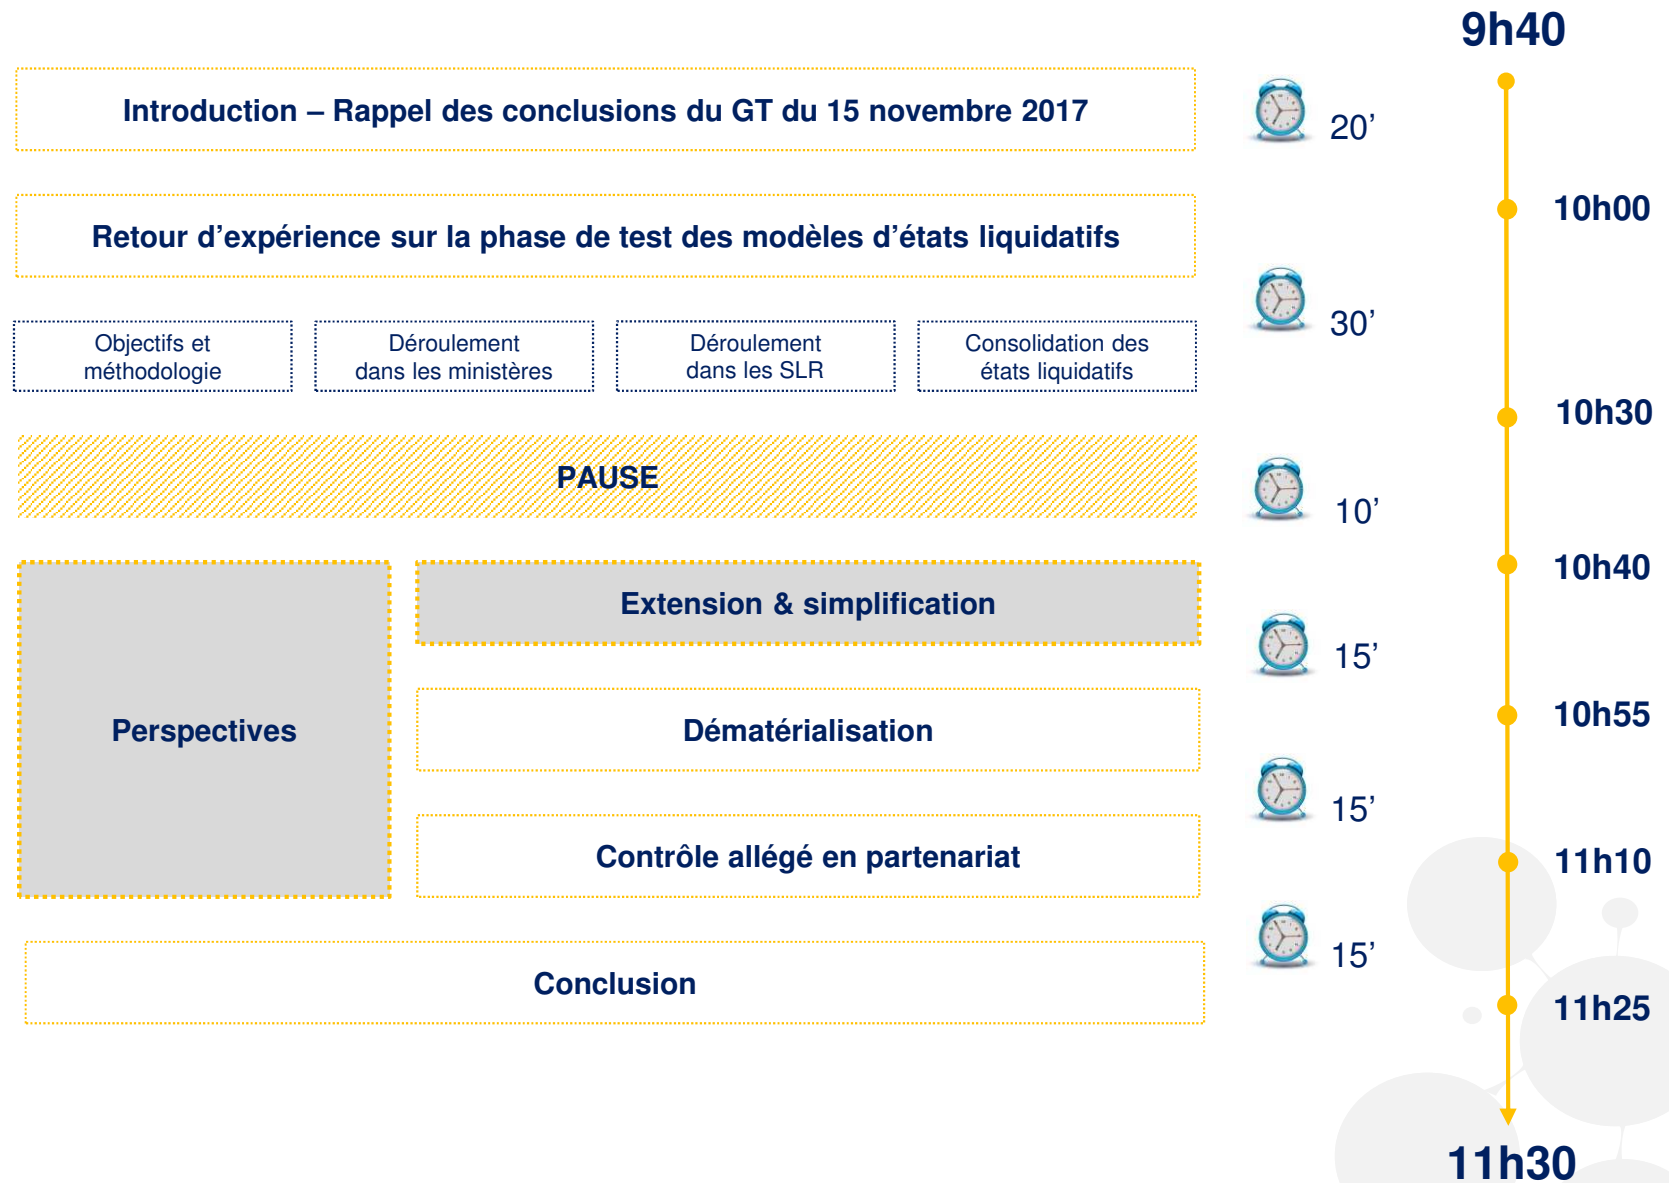 9h40
Introduction – Rappel des conclusions du GT du 15 novembre 2017
20’
10h00
Retour d’expérience sur la phase de test des modèles d’états liquidatifs
30’
Objectifs et
méthodologie
Déroulement
dans les ministères
Déroulement
dans les SLR
Consolidation des
états liquidatifs
10h30
PAUSE
10’
10h40
Perspectives
Extension & simplification
15’
10h55
Dématérialisation
15’
11h10
Contrôle allégé en partenariat
15’
Conclusion
11h25
11h30